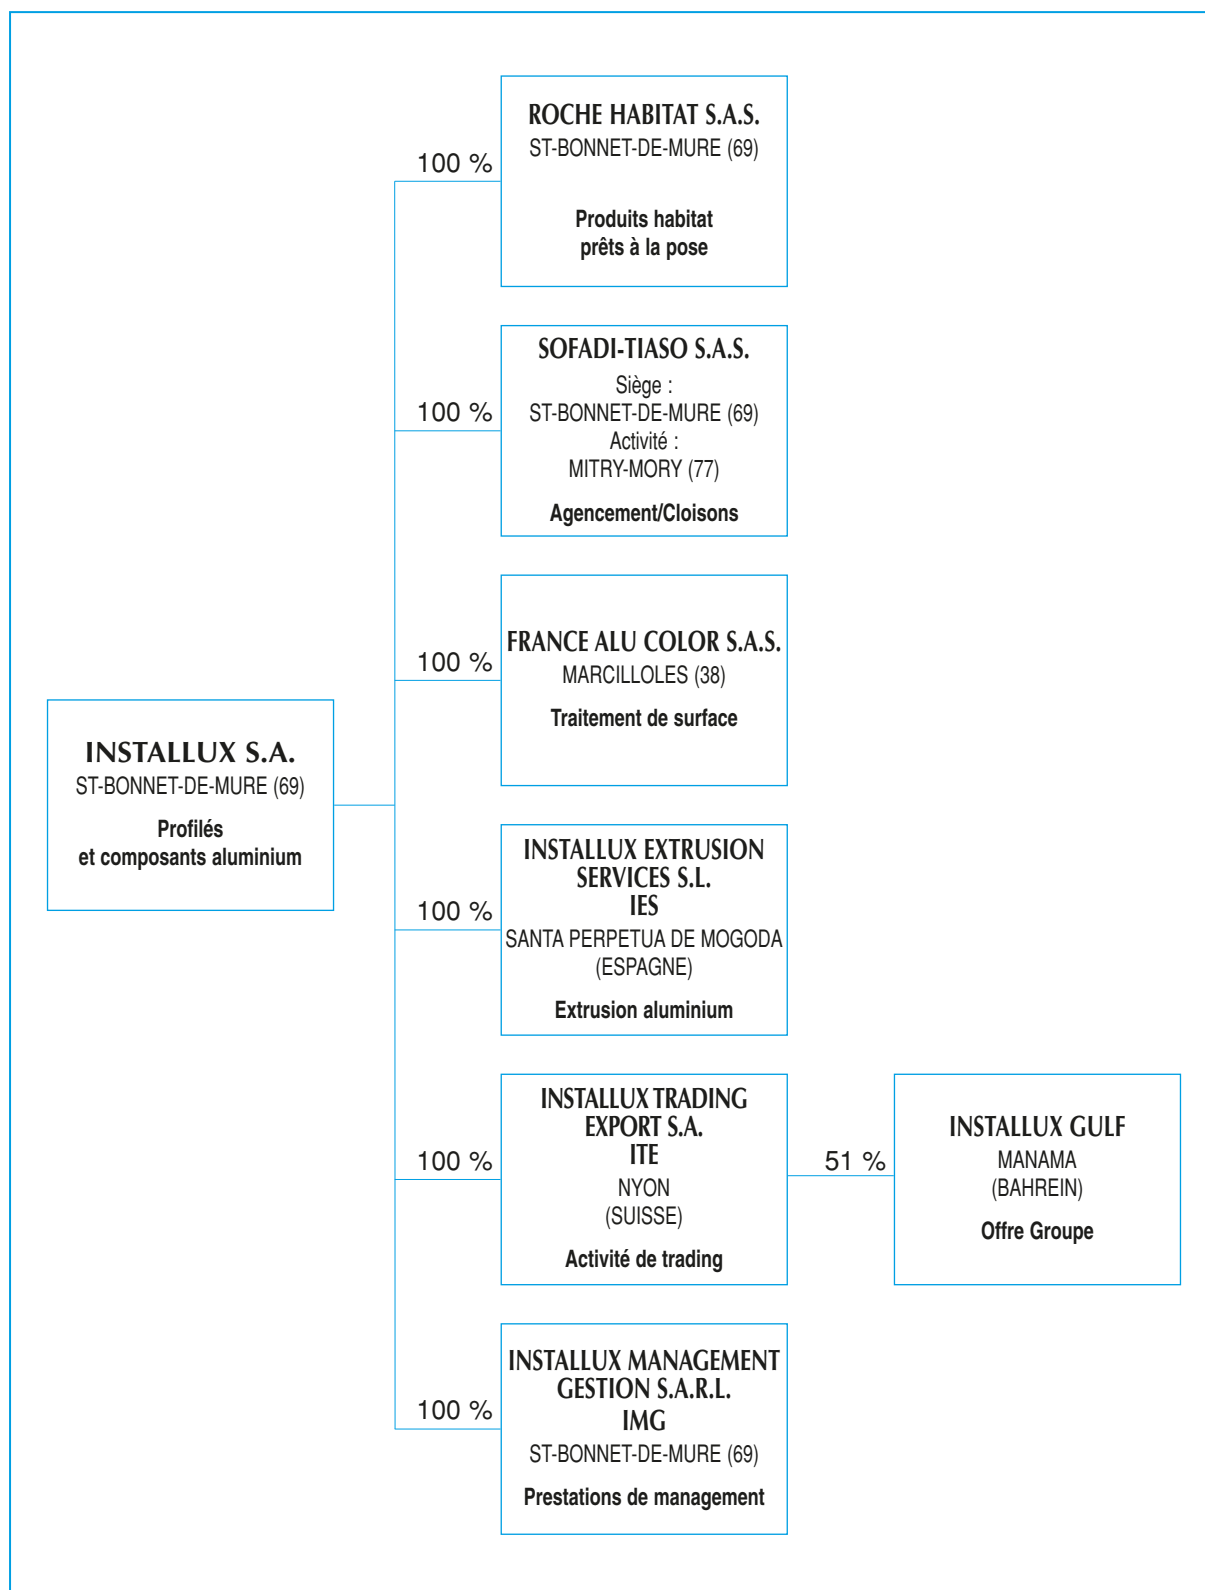 ROCHE HABITAT S.A.S.
ST-BONNET-DE-MURE (69)
100 %
Produits habitat
prêts à la pose
SOFADI-TIASO S.A.S.
Siège :
ST-BONNET-DE-MURE (69)
100 %
Activité :
MITRY-MORY (77)
Agencement/Cloisons
FRANCE ALU COLOR S.A.S.
100 %
MARCILLOLES (38)
Traitement de surface
INSTALLUX S.A.
ST-BONNET-DE-MURE (69)
Profilés
et composants aluminium
INSTALLUX EXTRUSION
SERVICES S.L.
IES
100 %
SANTA PERPETUA DE MOGODA
(ESPAGNE)
Extrusion aluminium
INSTALLUX TRADING
EXPORT S.A.
ITE
100 %
NYON
(SUISSE)
Activité de trading
51 %
INSTALLUX GULF
MANAMA
(BAHREIN)
Offre Groupe
INSTALLUX MANAGEMENT
GESTION S.A.R.L.
IMG
100 %
ST-BONNET-DE-MURE (69)
Prestations de management